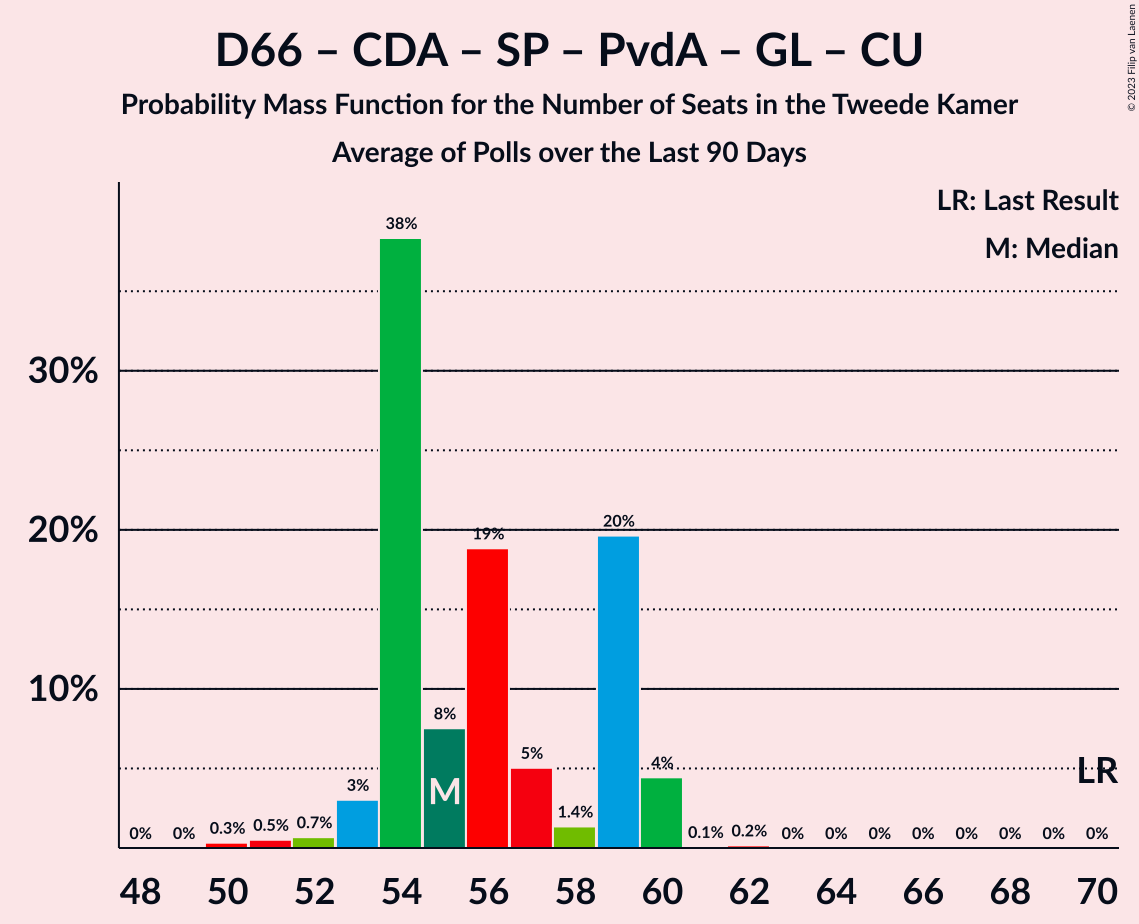 D66 – CDA – SP – PvdA – GL – CU
Probability Mass Function for the Number of Seats in the Tweede Kamer
Average of Polls over the Last 90 Days
© 2023 Filip van Laenen
LR: Last Result
M: Median
30%
20%
10%
0% 0% 0.3% 0.5% 0.7% 3% 38% 8% 19% 5% 1.4% 20% 4% 0.1% 0.2% 0% 0% 0% 0% 0% 0% 0% 0%
M
LR
48 50 52 54 56 58 60 62 64 66 68 70